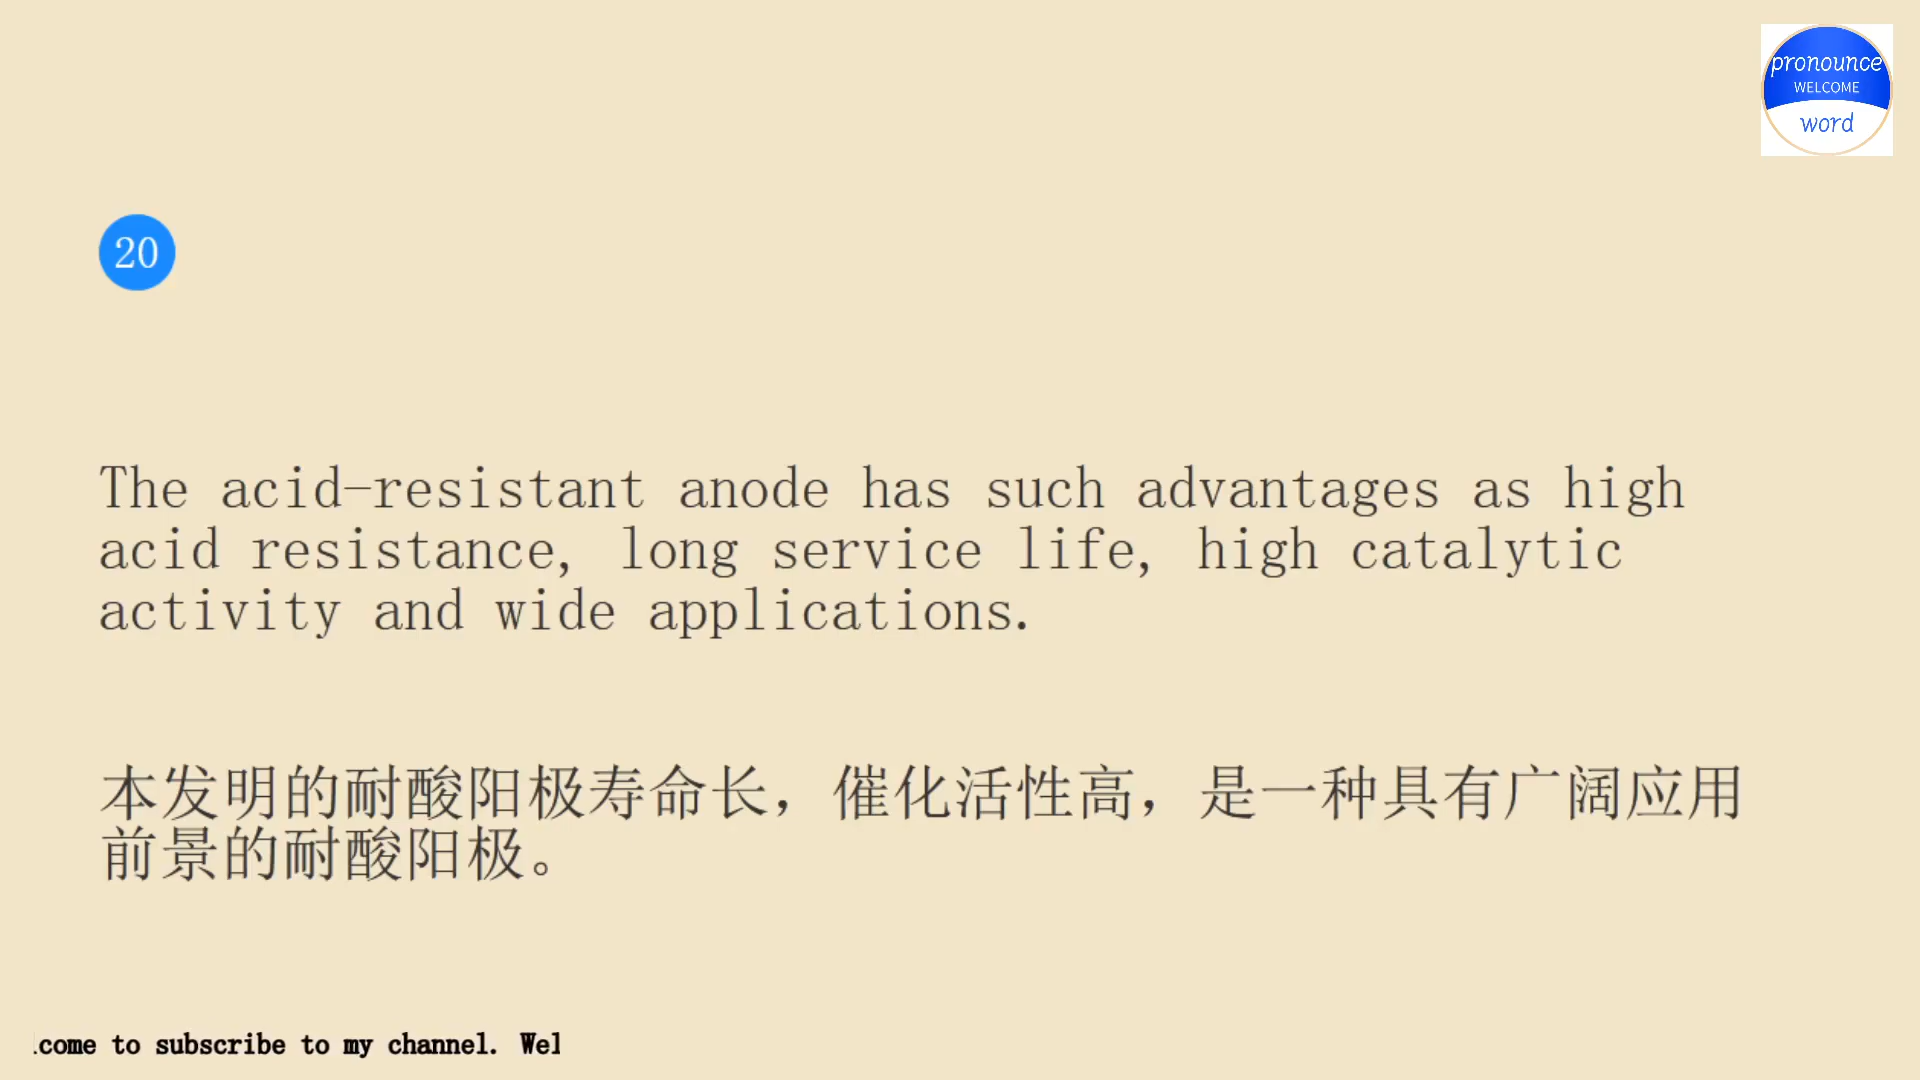 pronounce
WELCOME
word
20
The acid-resistant anode has such advantages as high
acid resistance, long service life, high catalytic
activity and wide applications.
本发明的耐酸阳极寿命长，催化活性高，是一种具有广阔应用
前景的耐酸阳极。
come to subscribe to my channel. Wel